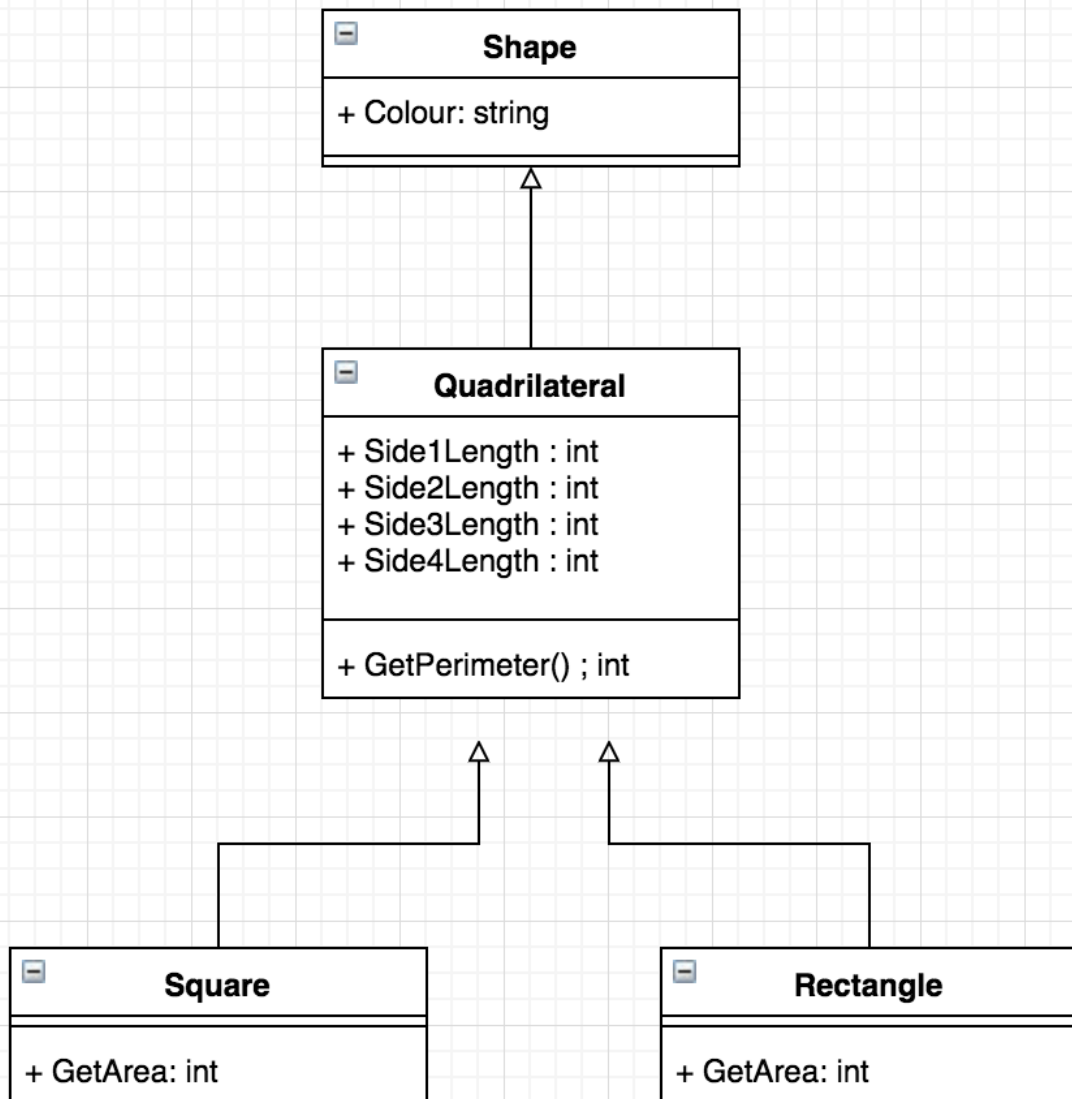 Shape
+ Colour: string
Quadrilateral
+ Side1Length : int
+ Side2Length : int
+ Side3Length : int
+ Side4Length : int
+ GetPerimeter() ; int
Square
Rectangle
+ GetArea: int
+ GetArea: int